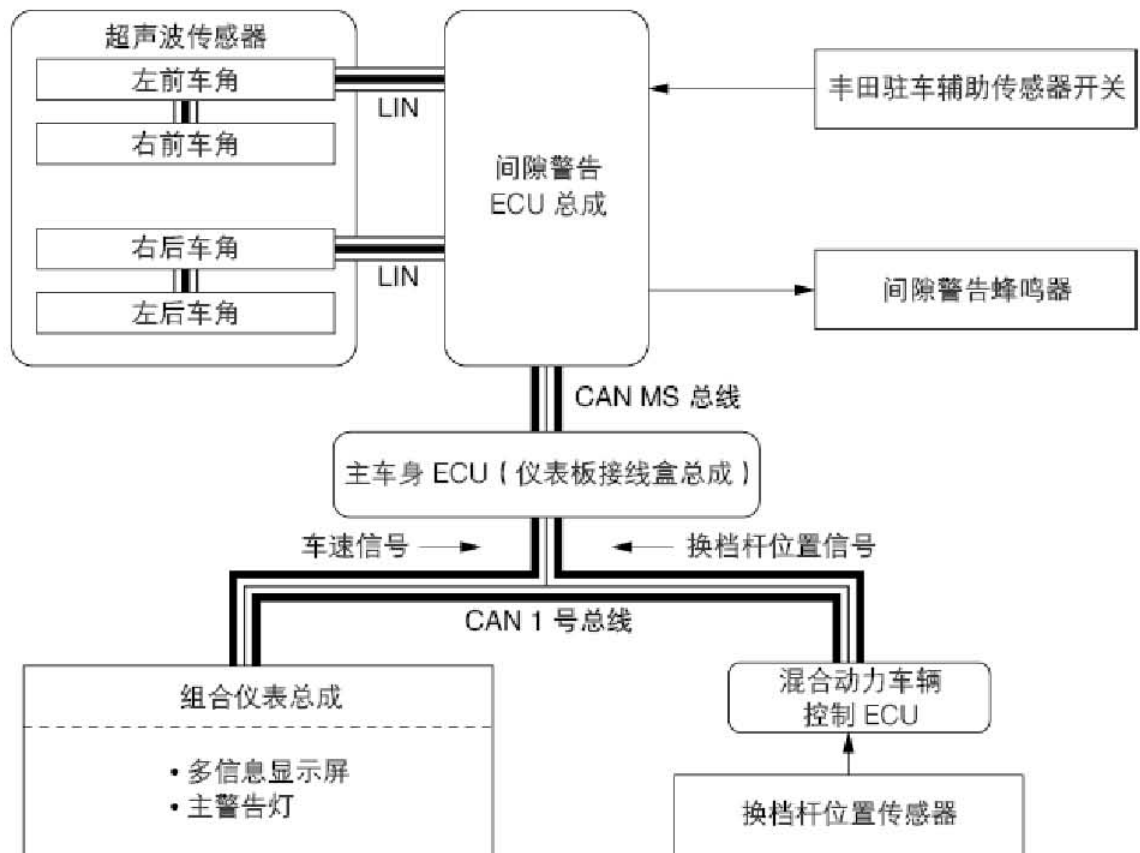 超声波传感器
左前车角
LIN
右前车角
右后车角
LIN
左后车角
间隙警告
ECU 总成
丰田驻车辅助传感器开关
间隙警告蜂鸣器
CAN MS 总线
主车身 ECU（仪表板接线盒总成）
车速信号
换档杆位置信号
CAN 1 号总线
组合仪表总成
• 多信息显示屏
• 主警告灯
混合动力车辆
控制 ECU
换档杆位置传感器